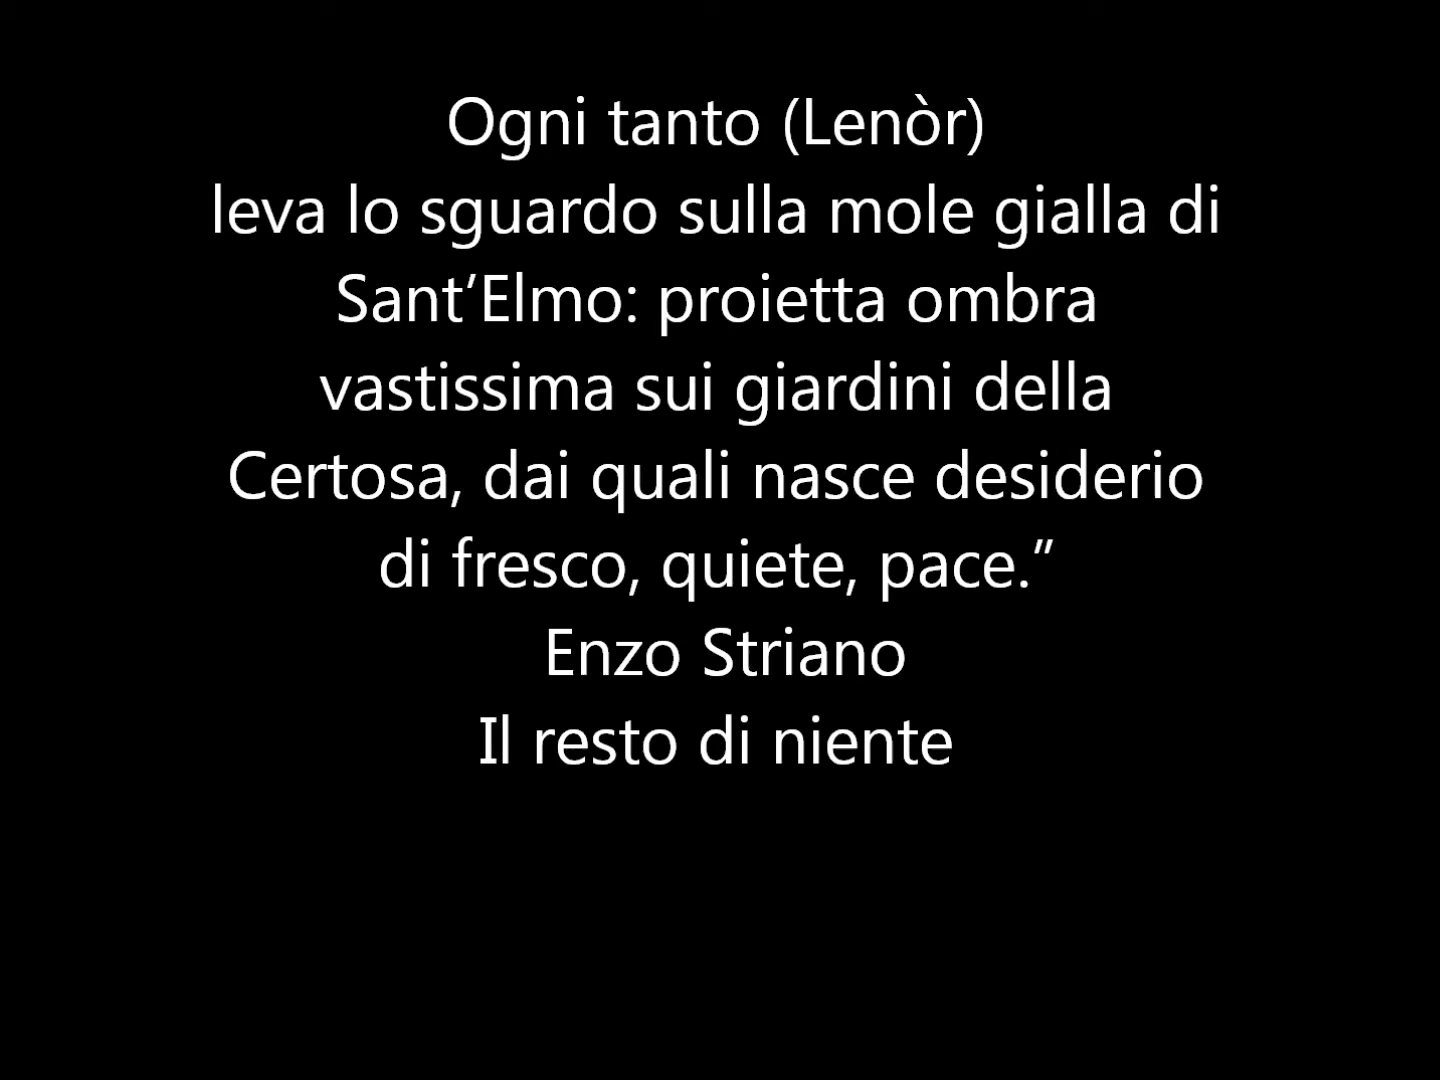 Ogni tanto (Lenòr)
leva lo sguardo sulla mole gialla di
Sant’Elmo: proietta ombra
vastissima sui giardini della
Certosa, dai quali nasce desiderio
di fresco, quiete, pace.”
Enzo Striano
Il resto di niente